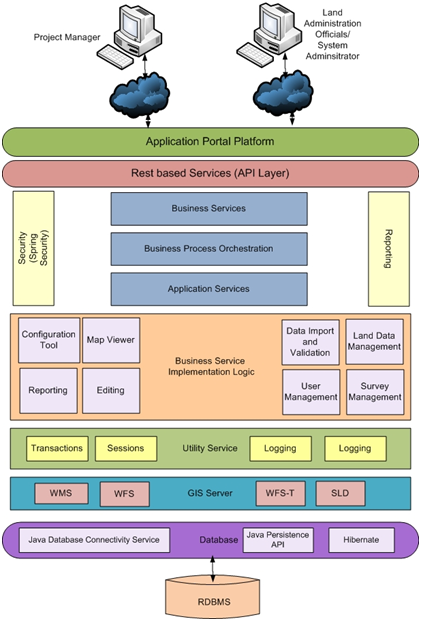 Project Manager
Land
Administration
Officials/
System
Adminsitrator
Application Portal Platform
Rest based Services (API Layer)
Security
(Spring
Security)
Business Services
Business Process Orchestration
Application Services
Reporting
Configuration
Tool
Map Viewer
Reporting
Editing
Business Service
Implementation Logic
Data Import
and
Validation
Land Data
Management
User
Management
Survey
Management
Transactions
Sessions
Utility Service
Logging
Logging
WMS
WFS
GIS Server
WFS-T
SLD
Java Database Connectivity Service
Database
Java Persistence
API
Hibernate
RDBMS